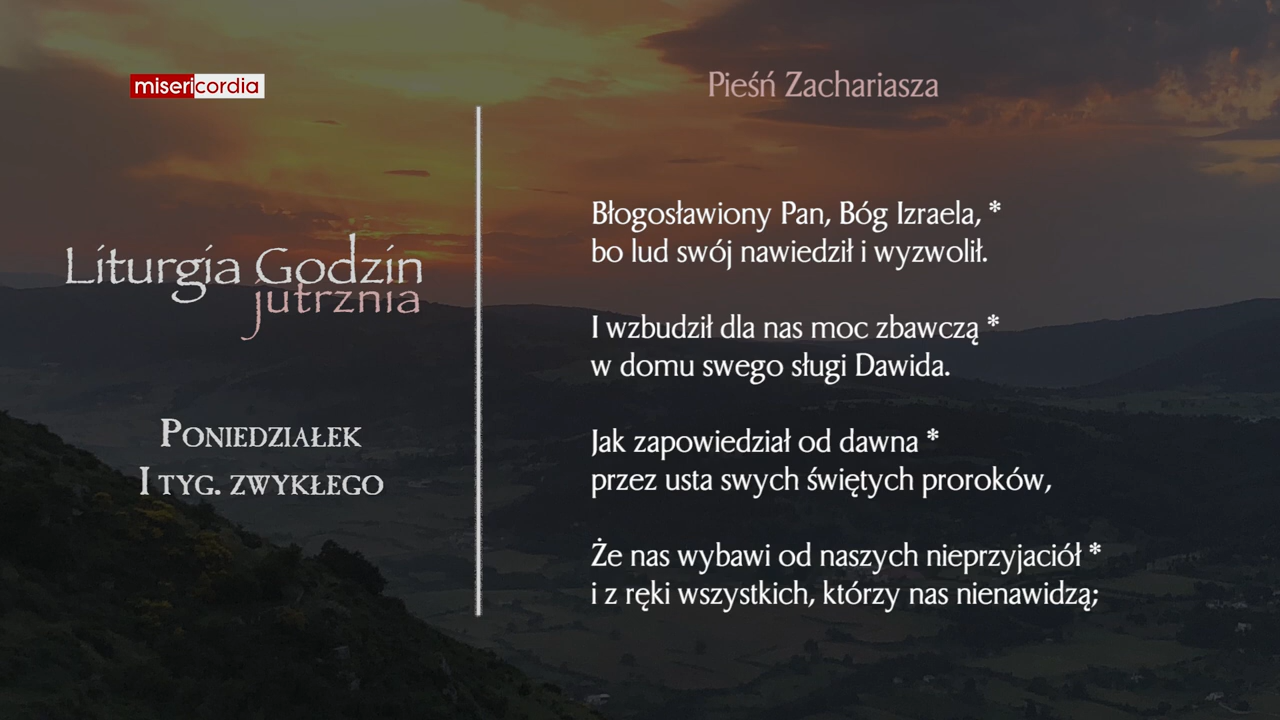 misericordia
Liturgia Godzin
jutrznia
Poniedziałek
I tyg. zwykłego
Pieśń Zachariasza
Błogosławiony Pan, Bóg Izraela, *
bo lud swój nawiedził i wyzwolił.
I wzbudził dla nas moc zbawczą *
w domu swego sługi Dawida.
Jak zapowiedział od dawna *
przez usta swych świętych proroków,
Że nas wybawi od naszych nieprzyjaciół *
i z ręki wszystkich, którzy nas nienawidzą;